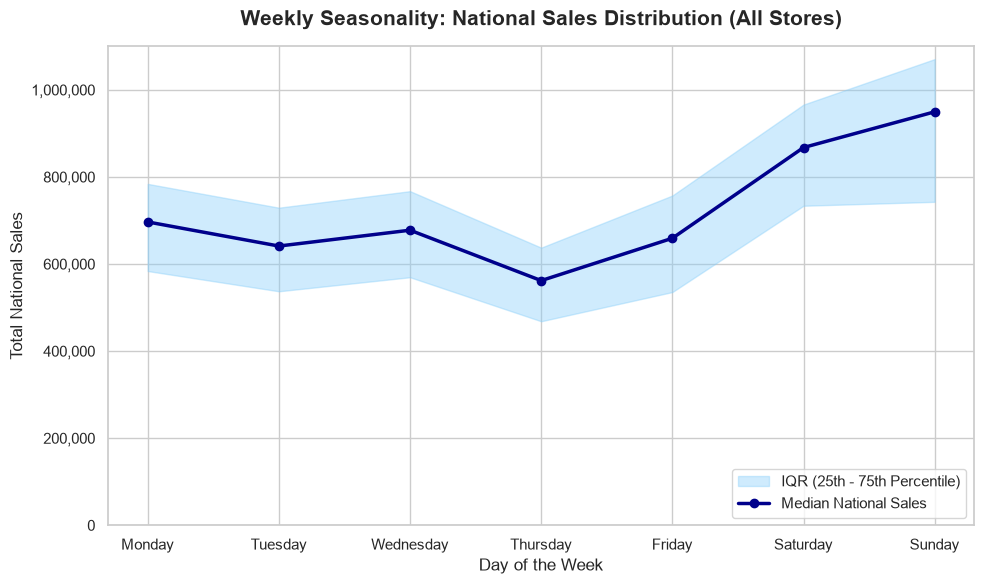 Weekly Seasonality: National Sales Distribution (All Stores)
Total National Sales
1,000,000
800,000
600,000
400,000
200,000
0
IQR (25th - 75th Percentile)
Median National Sales
Monday Tuesday Wednesday Thursday Friday Saturday Sunday
Day of the Week